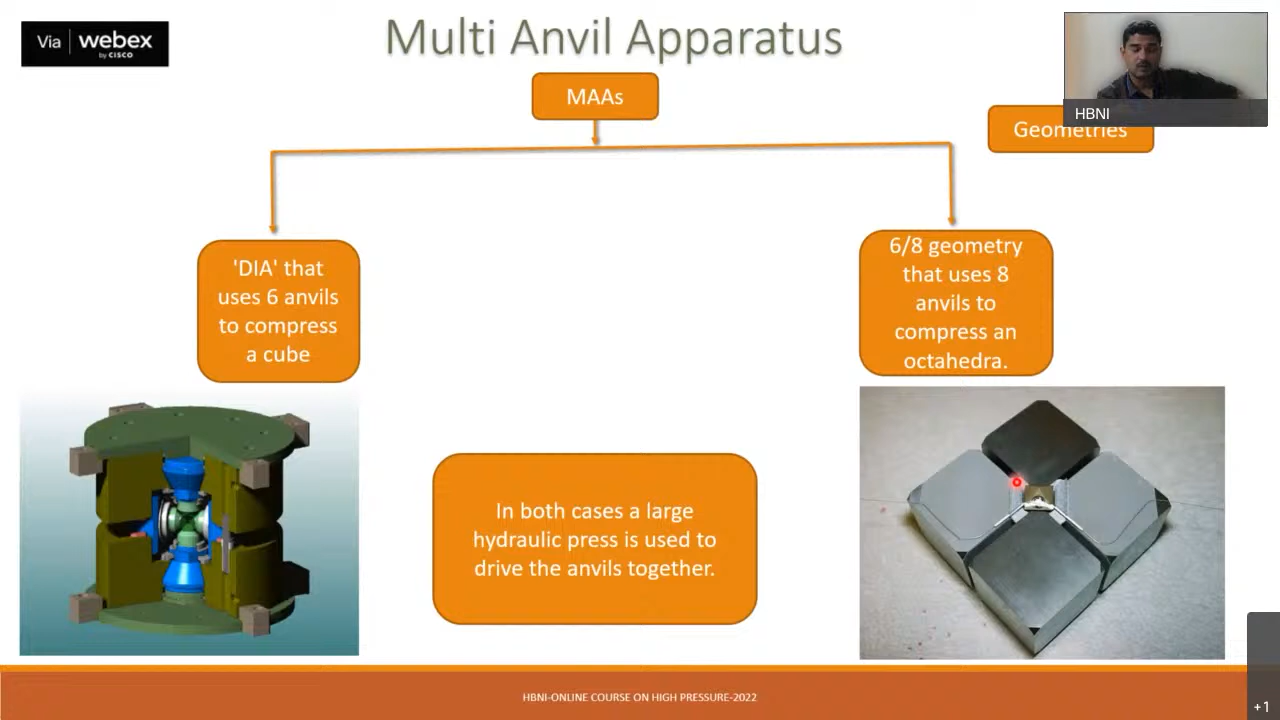 Via webex
by CISCO
Multi Anvil Apparatus
HBNI
MAAs
Geometries
'DIA' that
uses 6 anvils
to compress
a cube
6/8 geometry
that uses 8
anvils to
compress an
octahedra.
In both cases a large
hydraulic press is used to
drive the anvils together.
HBNI-ONLINE COURSE ON HIGH PRESSURE-2022
+1